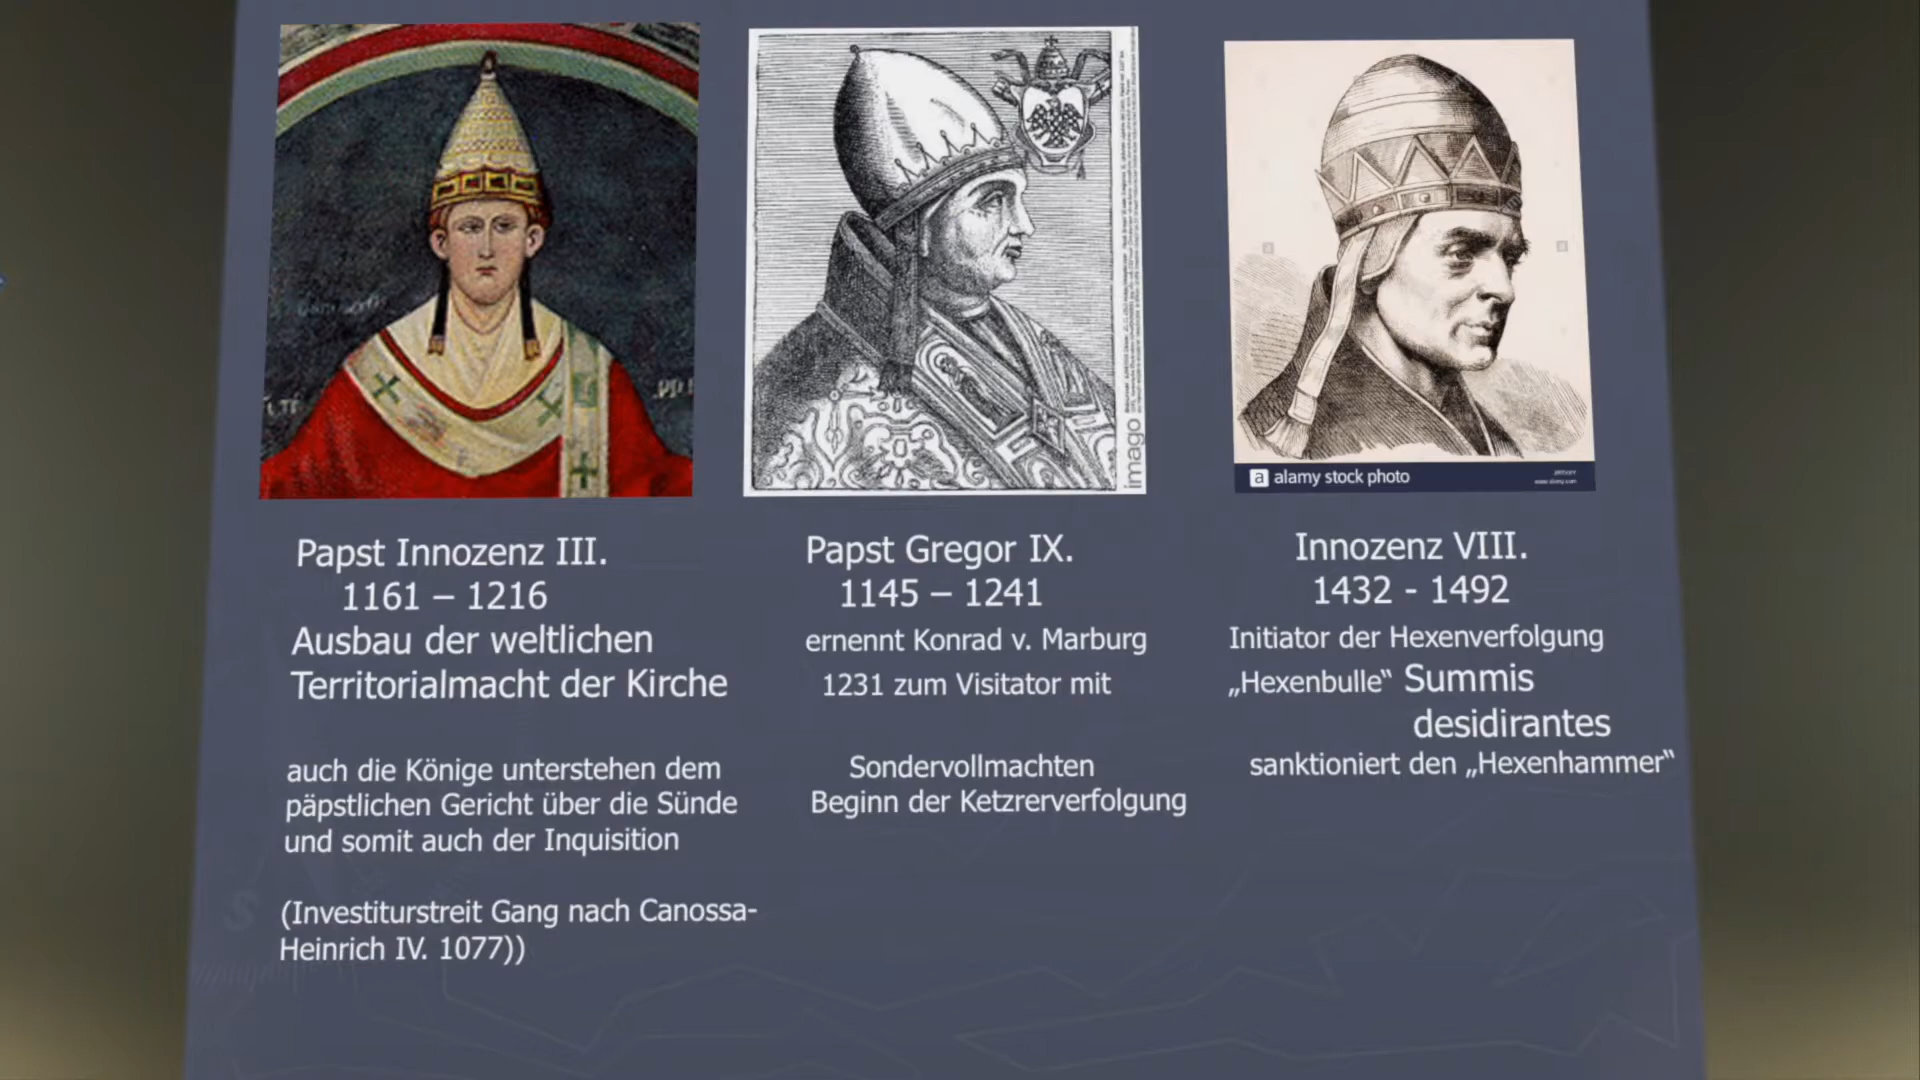 imago
a alamy stock photo
www.alamy.com
Papst Innozenz III.
1161 – 1216
Ausbau der weltlichen
Territorialmacht der Kirche
auch die Könige unterstehen dem
päpstlichen Gericht über die Sünde
und somit auch der Inquisition
(Investiturstreit Gang nach Canossa-
Heinrich IV. 1077))
Papst Gregor IX.
1145 – 1241
ernennt Konrad v. Marburg
1231 zum Visitator mit
Sondervollmachten
Beginn der Ketzrerverfolgung
Innozenz VIII.
1432 - 1492
Initiator der Hexenverfolgung
„Hexenbulle“ Summis
desidirantes
sanktioniert den „Hexenhammer“